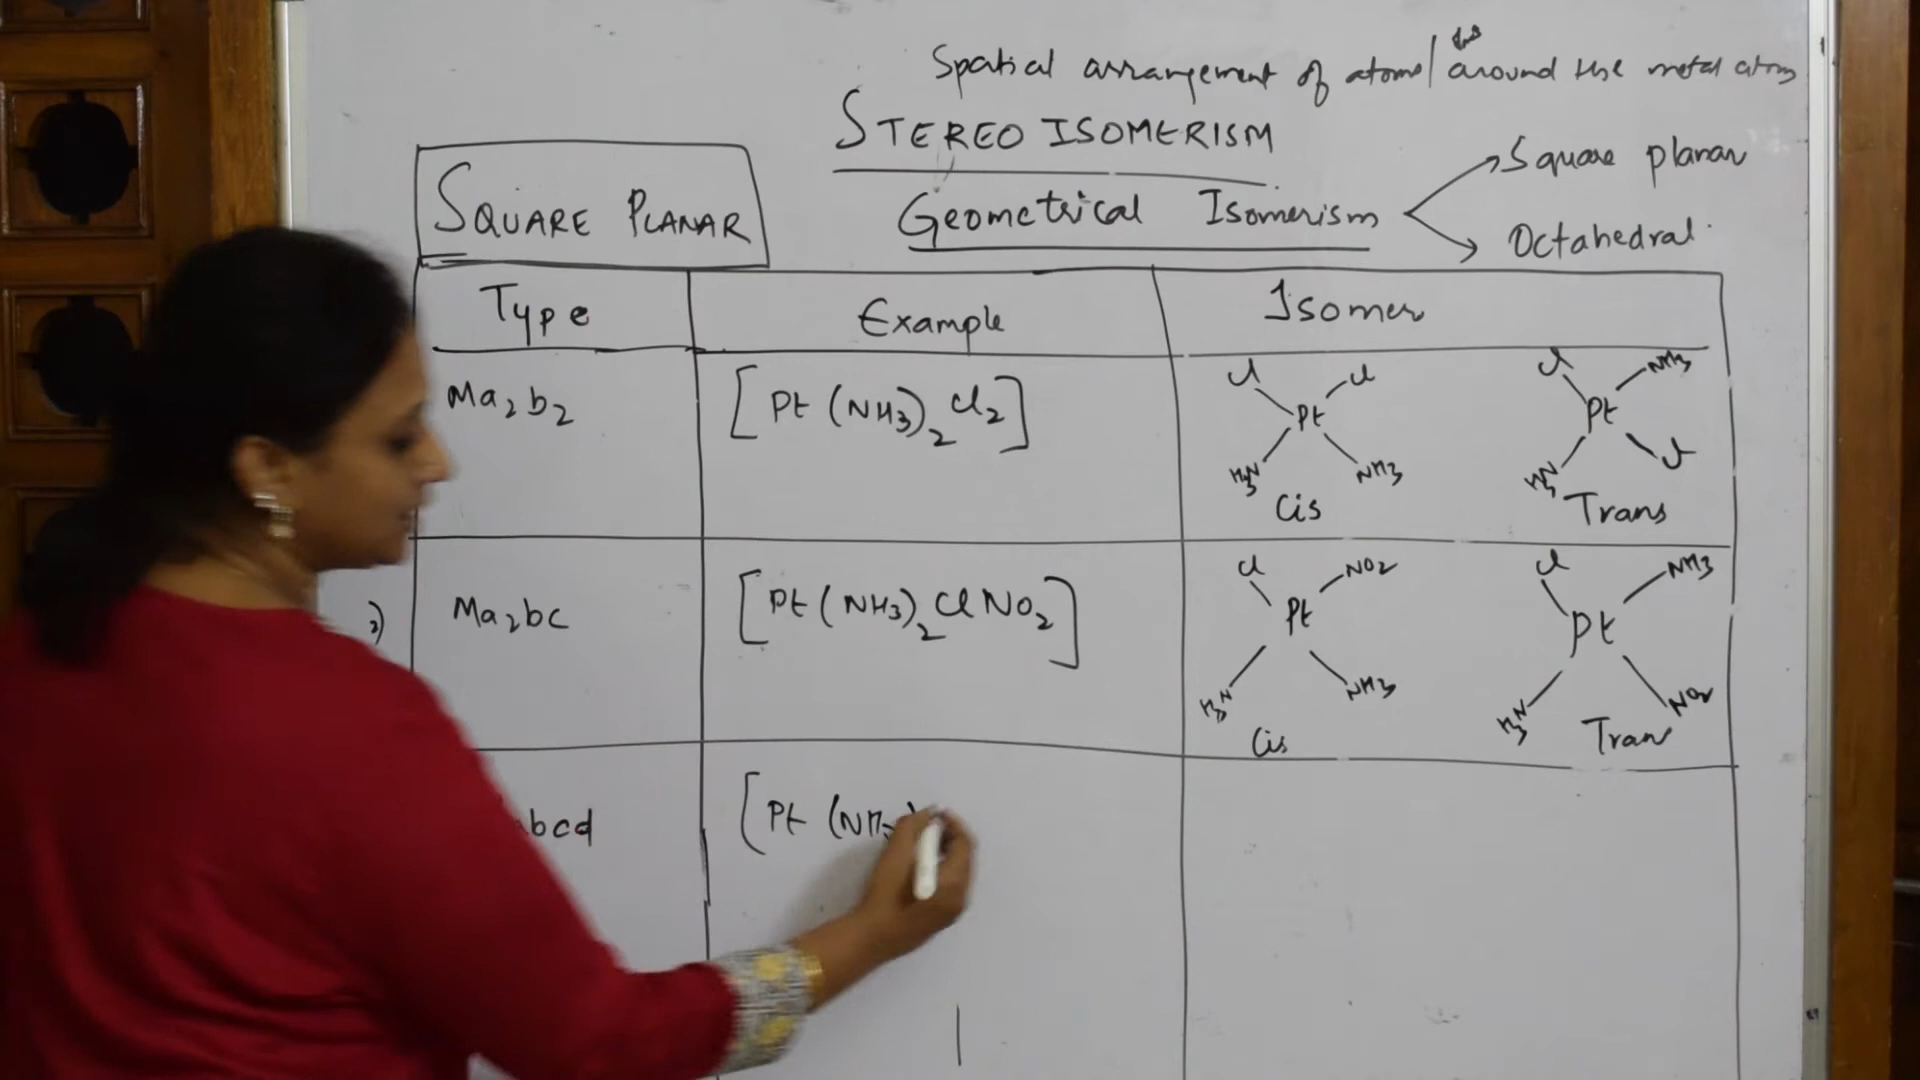 Spatial arrangement of atoms/ around the metal atom
STEREO ISOMERISM
SQUARE PLANAR
Geometrical Isomerism
Square planar
Octahedral.
Type
Example
Isomer
Ma₂b₂
[Pt (NH₃)₂ Cl₂]
Cl Cl
Pt
H₃N NH₃
Cis
Cl NH₃
Pt
H₃N Cl
Trans
2)
Ma₂bc
[Pt (NH₃)₂ Cl NO₂]
Cl NO₂
Pt
H₃N NH₃
Cis
Cl NH₃
Pt
H₃N NO₂
Trans
bcd
[Pt (NH₃)